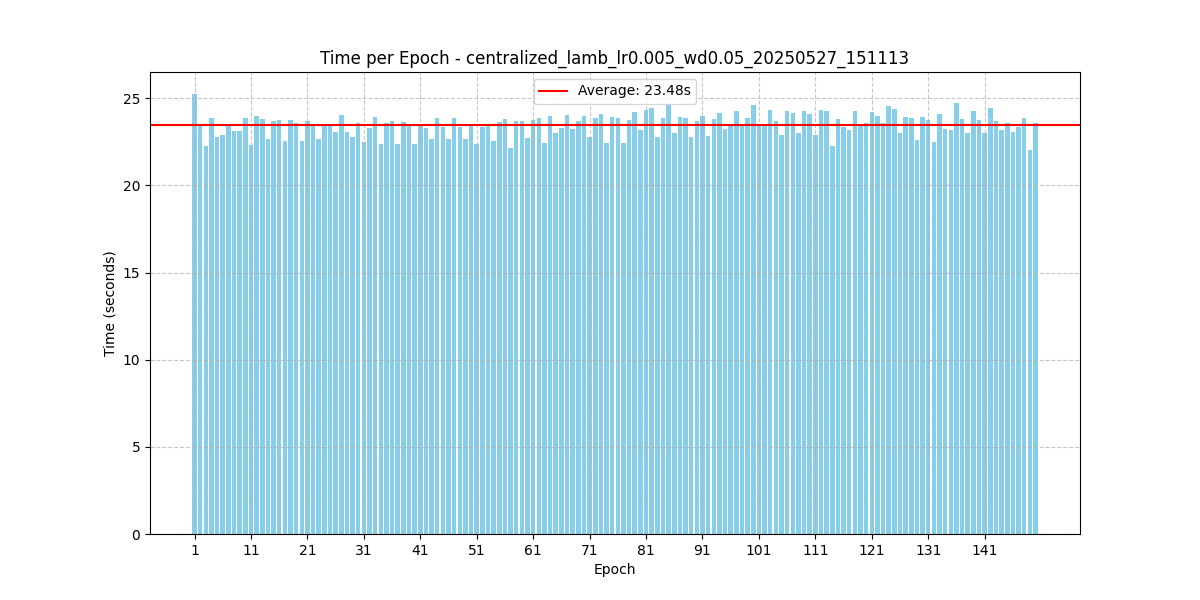 Time per Epoch - centralized_lamb_lr0.005_wd0.05_20250527_151113
Average: 23.48s
25
20
15
10
5
0
Time (seconds)
1 11 21 31 41 51 61 71 81 91 101 111 121 131 141
Epoch